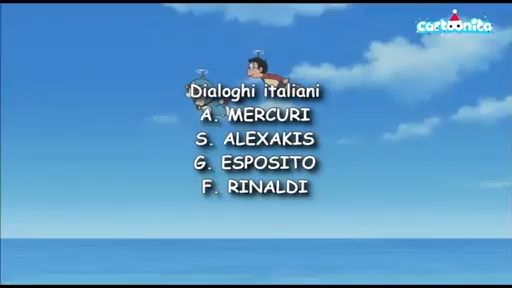 cartoonito
Dialoghi italiani
A. MERCURI
S. ALEXAKIS
G. ESPOSITO
F. RINALDI